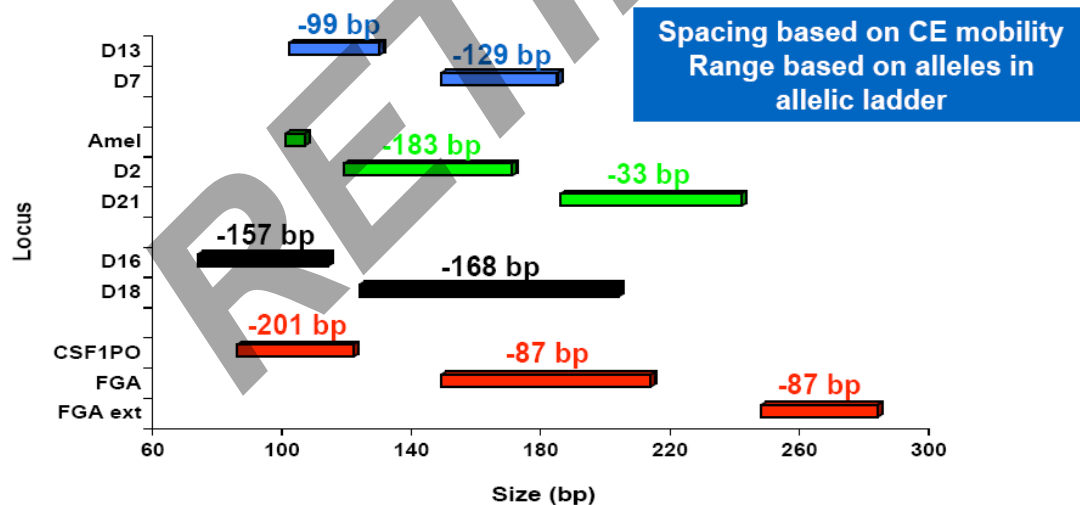 Spacing based on CE mobility
Range based on alleles in
allelic ladder
Locus
D13
-99 bp
D7
-129 bp
Amel
D2
-183 bp
D21
-33 bp
D16
-157 bp
D18
-168 bp
CSF1PO
-201 bp
FGA
-87 bp
FGA ext
-87 bp
60 100 140 180 220 260 300
Size (bp)